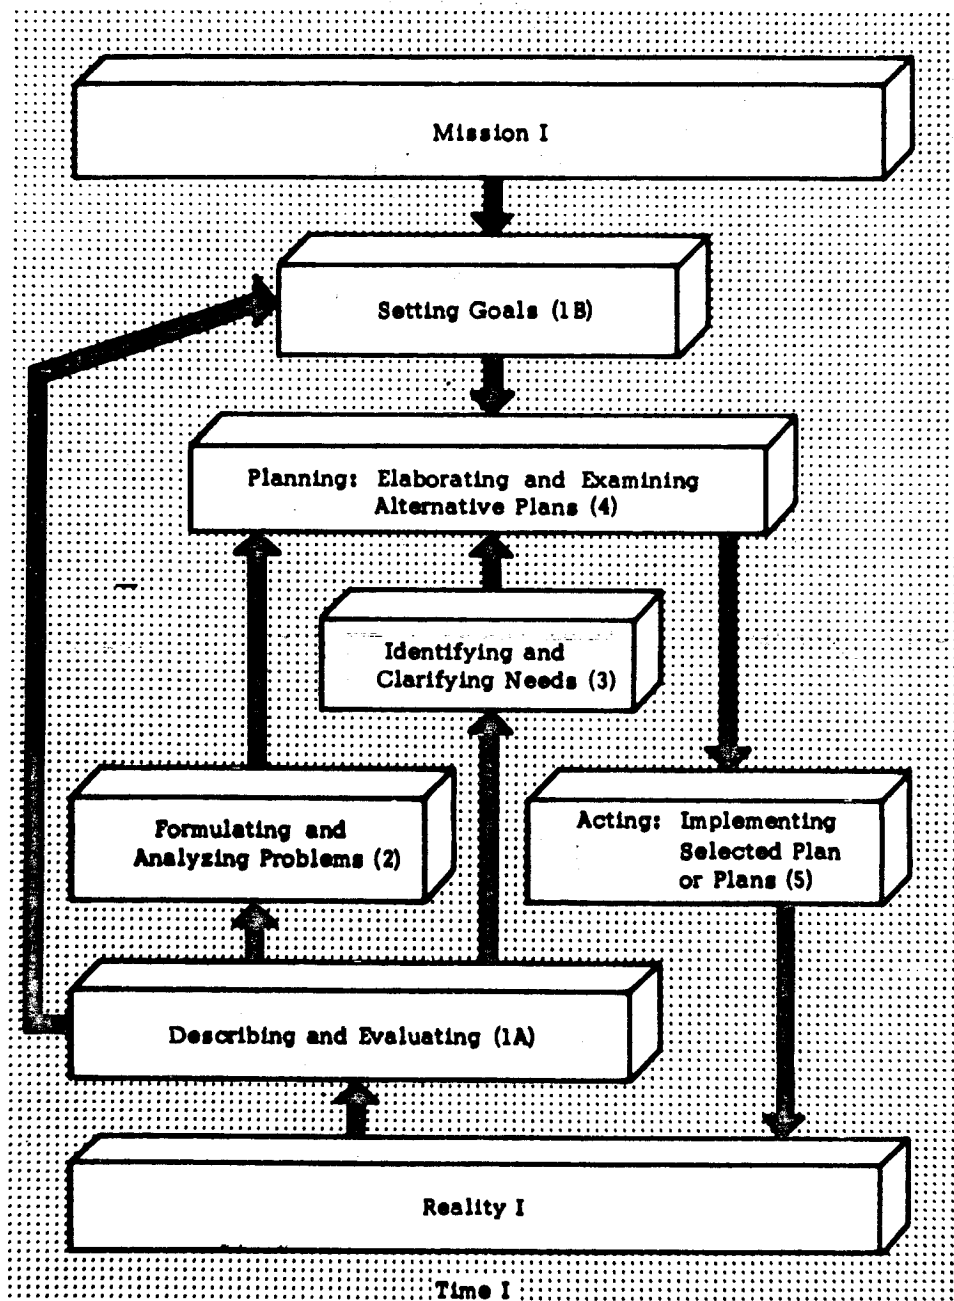 Mission I
Setting Goals (1B)
Planning: Elaborating and Examining
Alternative Plans (4)
Identifying and
Clarifying Needs (3)
Formulating and
Analyzing Problems (2)
Acting: Implementing
Selected Plan
or Plans (5)
Describing and Evaluating (1A)
Reality I
Time I